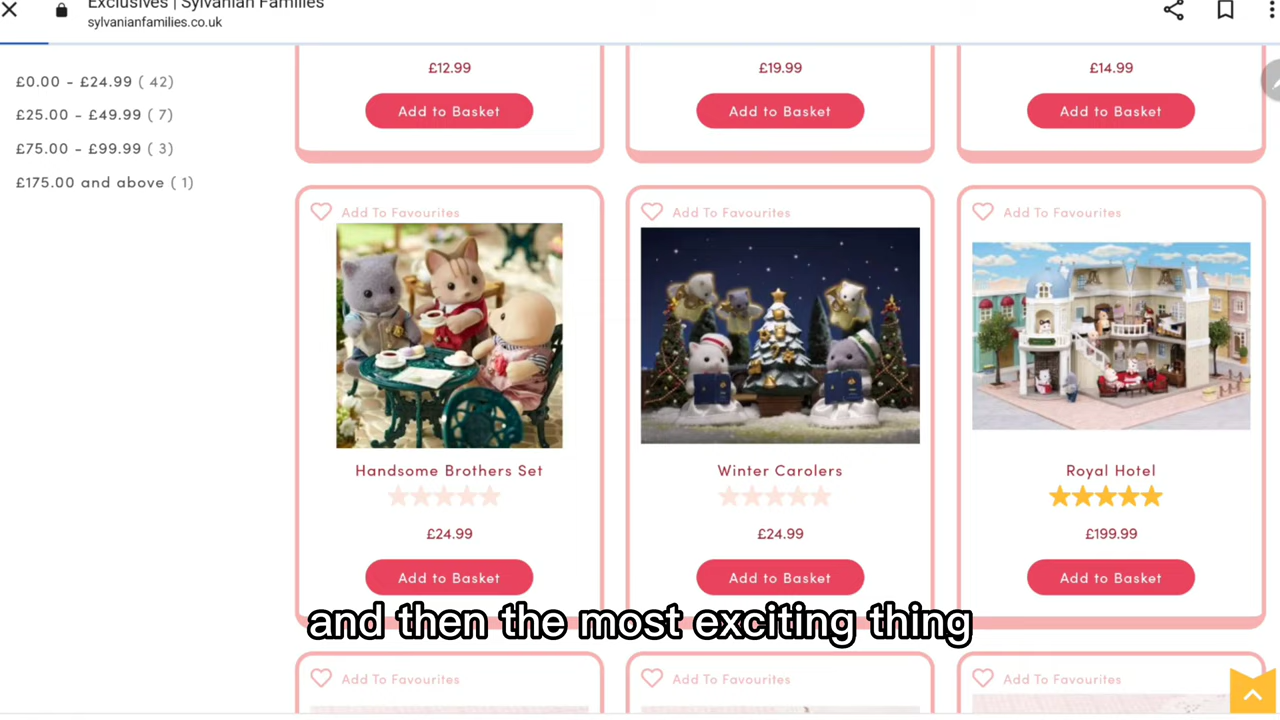 Exclusives | Sylvanian Families
sylvanianfamilies.co.uk
£0.00 - £24.99 ( 42)
£25.00 - £49.99 ( 7)
£75.00 - £99.99 ( 3)
£175.00 and above ( 1)
£12.99
£19.99
£14.99
Add to Basket
Add to Basket
Add to Basket
Add To Favourites
Add To Favourites
Add To Favourites
Handsome Brothers Set
Winter Carolers
Royal Hotel
£24.99
£24.99
£199.99
Add to Basket
Add to Basket
Add to Basket
and then the most exciting thing
Add To Favourites
Add To Favourites
Add To Favourites